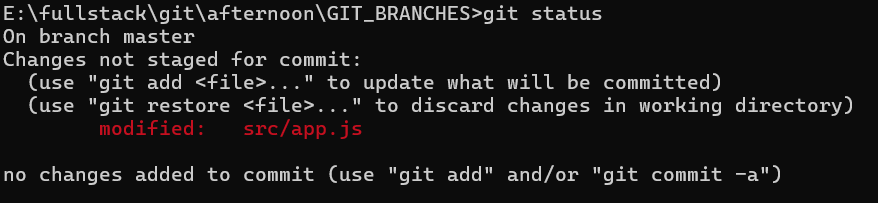 E:\fullstack\git\afternoon\GIT_BRANCHES>git status
On branch master
Changes not staged for commit:
  (use "git add <file>..." to update what will be committed)
  (use "git restore <file>..." to discard changes in working directory)
        modified:   src/app.js

no changes added to commit (use "git add" and/or "git commit -a")